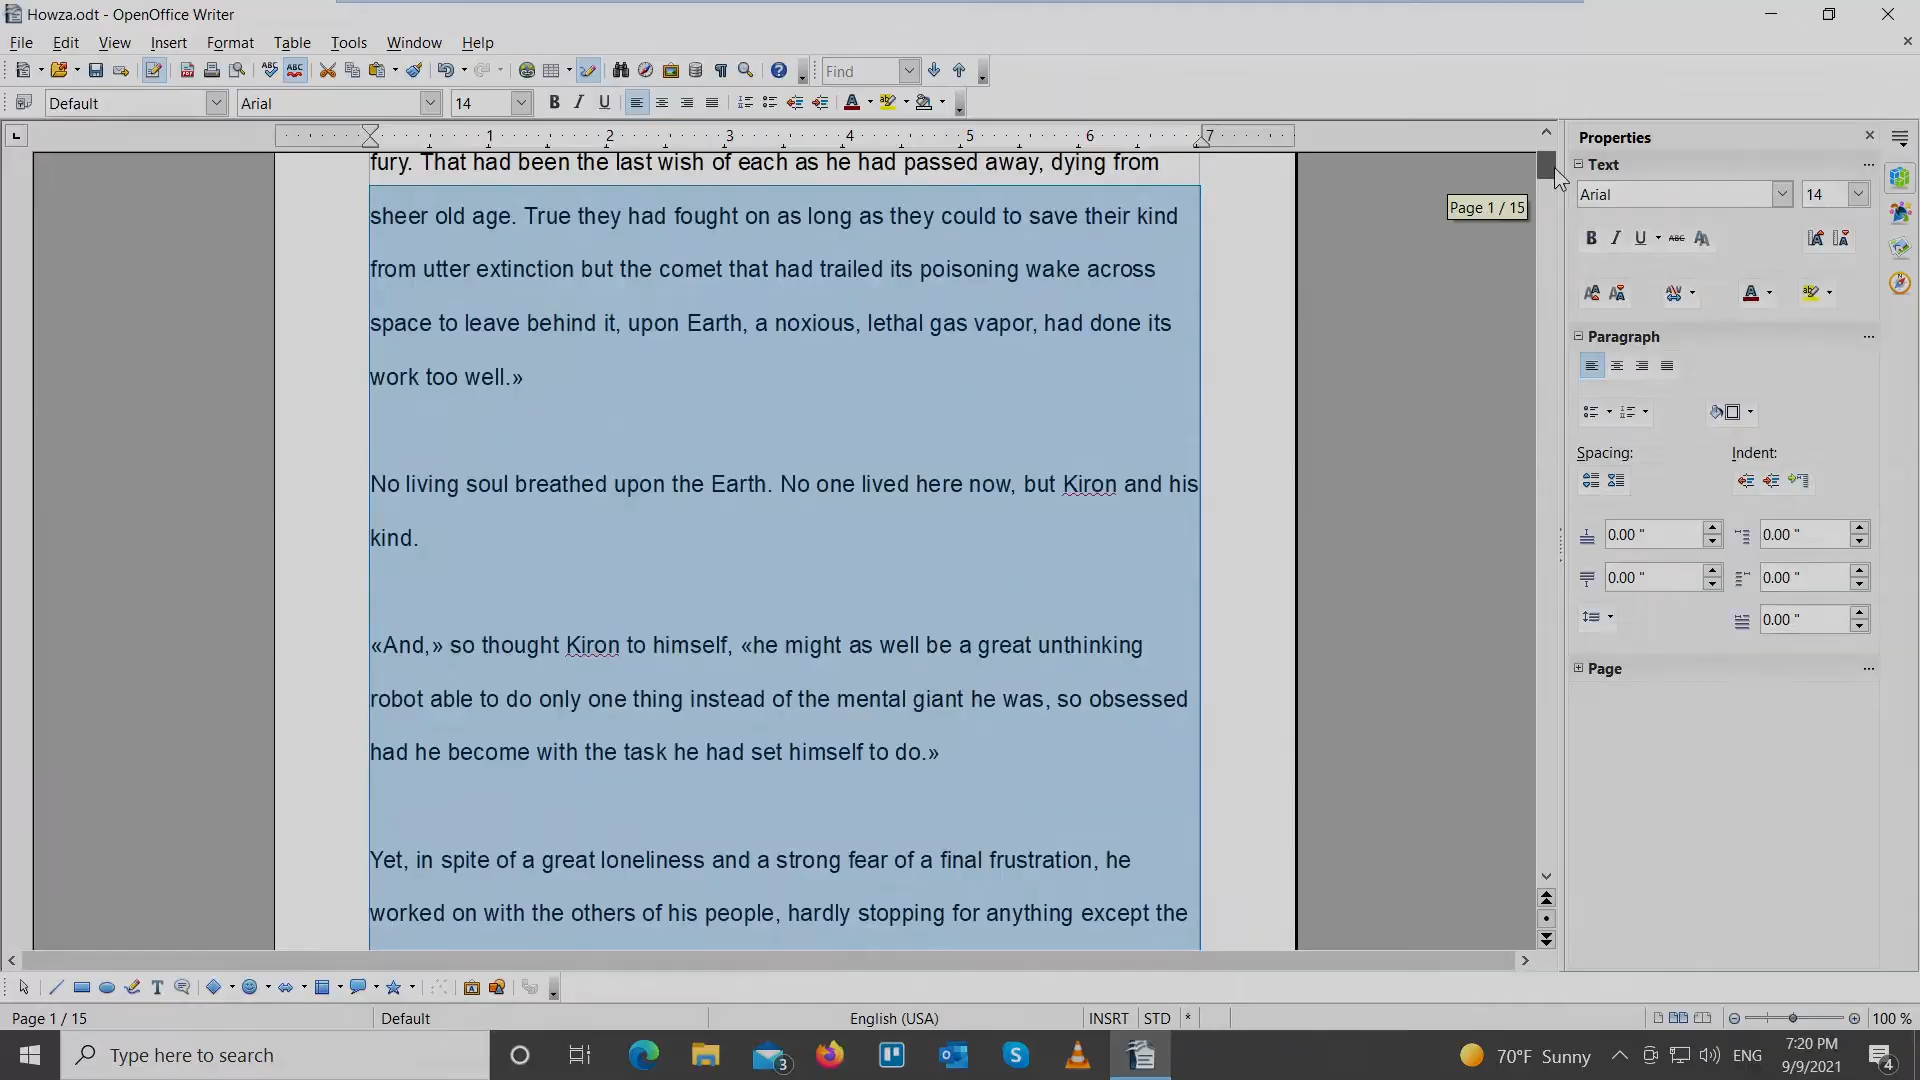 Howza.odt - OpenOffice Writer
File Edit View Insert Format Table Tools Window Help
Find
Default Arial 14
1 2 3 4 5 6 7
fury. That had been the last wish of each as he had passed away, dying from
sheer old age. True they had fought on as long as they could to save their kind
from utter extinction but the comet that had trailed its poisoning wake across
space to leave behind it, upon Earth, a noxious, lethal gas vapor, had done its
work too well.»
No living soul breathed upon the Earth. No one lived here now, but Kiron and his
kind.
«And,» so thought Kiron to himself, «he might as well be a great unthinking
robot able to do only one thing instead of the mental giant he was, so obsessed
had he become with the task he had set himself to do.»
Yet, in spite of a great loneliness and a strong fear of a final frustration, he
worked on with the others of his people, hardly stopping for anything except the
Page 1 / 15
Properties
Text
Arial 14
Paragraph
Spacing: Indent:
0.00 " 0.00 "
0.00 " 0.00 "
0.00 "
Page
Page 1 / 15 Default English (USA) INSRT STD * 100 %
Type here to search
3
70°F Sunny ENG
7:20 PM
9/9/2021
4